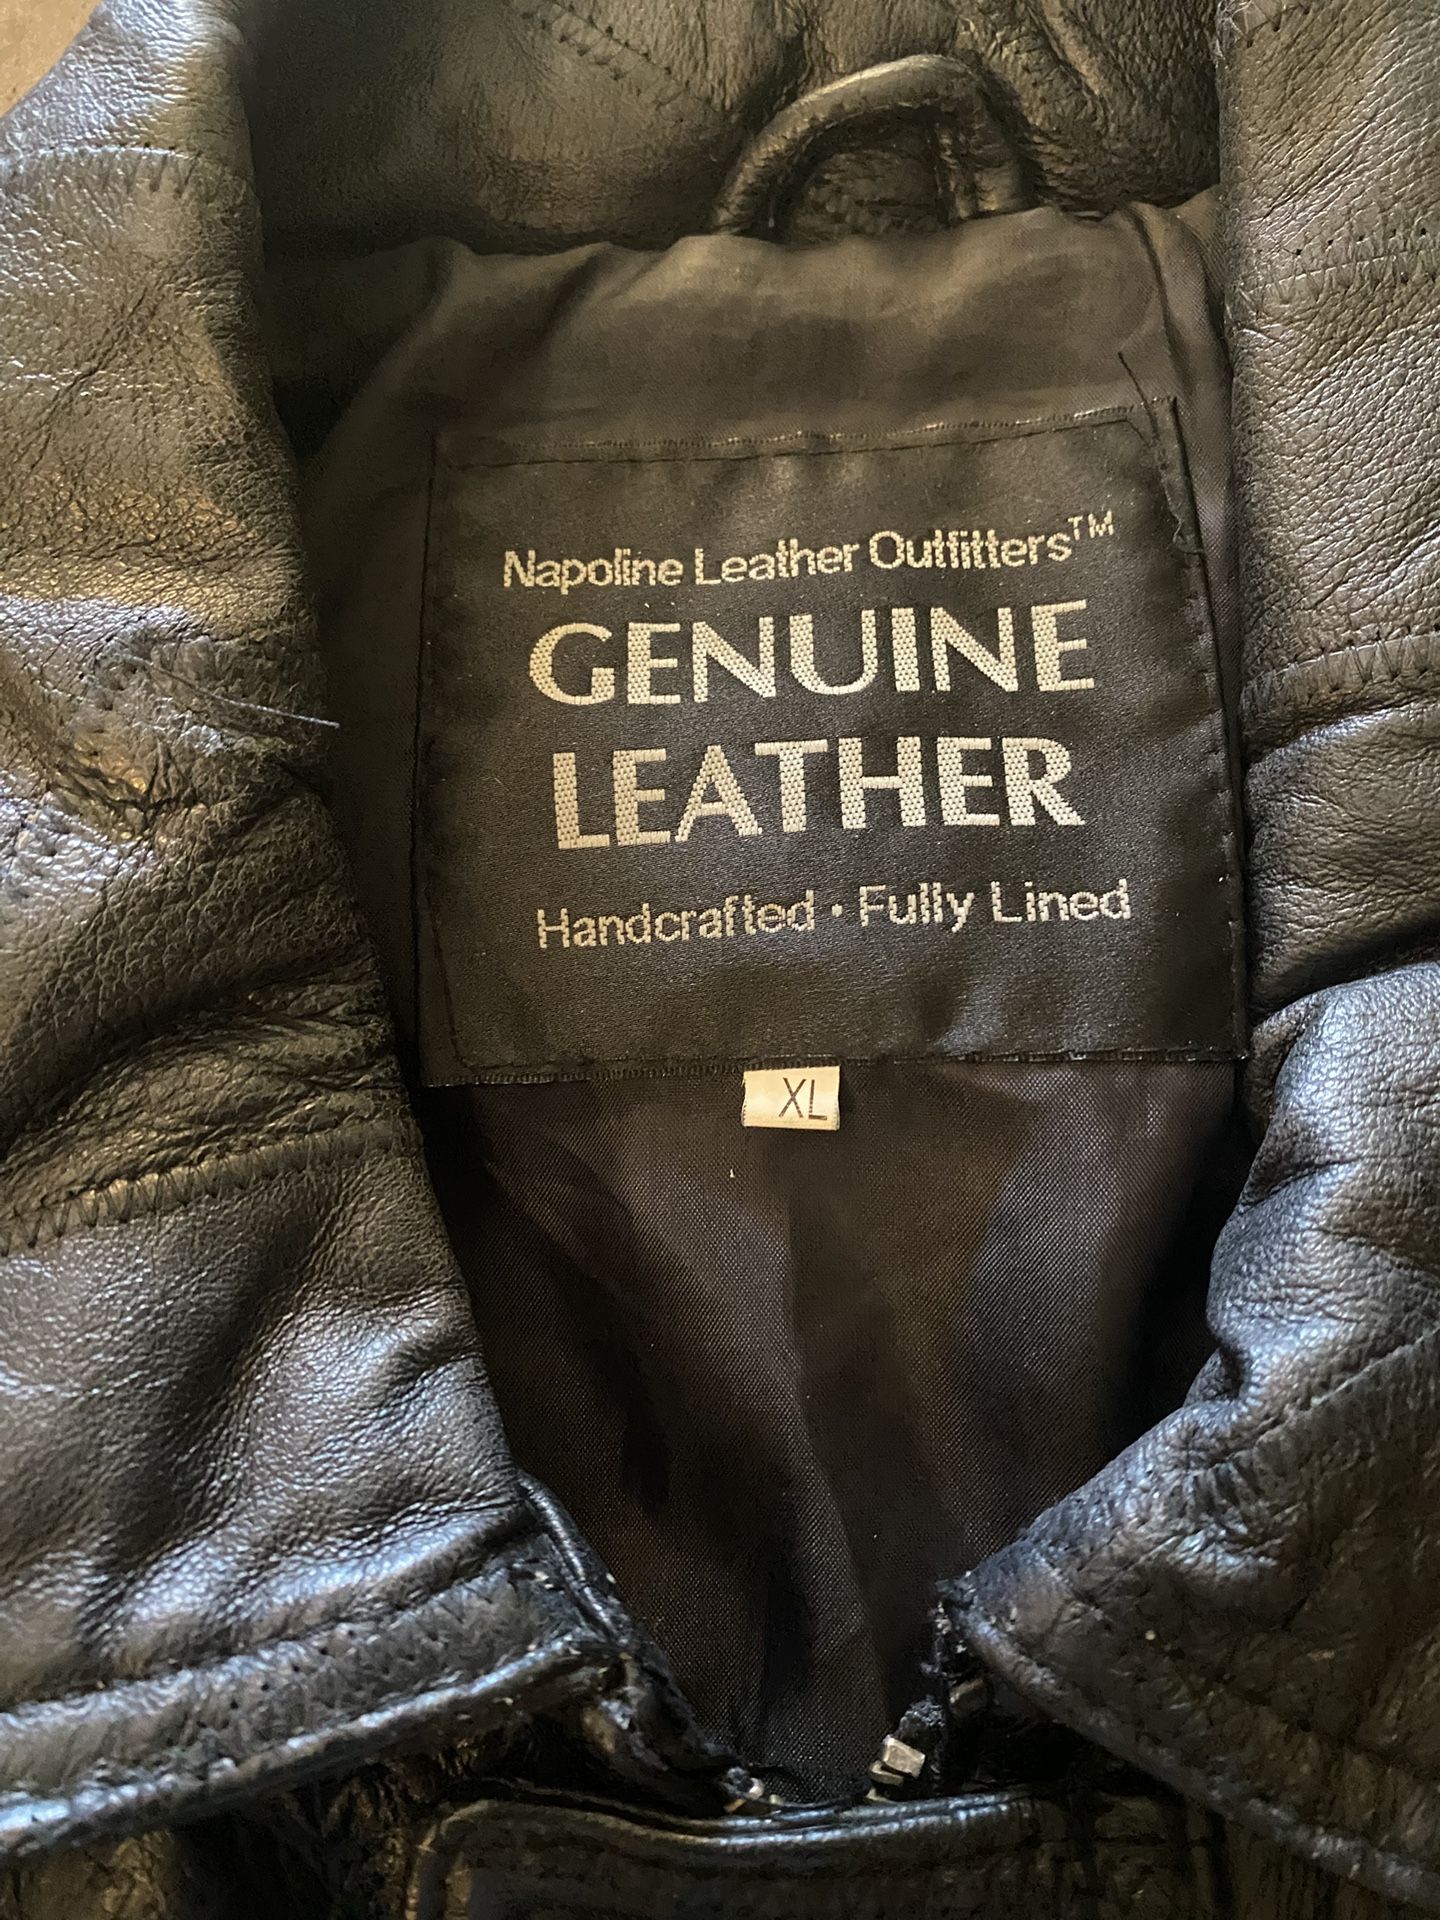 Napoline Leather Outfitters™
GENUINE
LEATHER
Handcrafted • Fully Lined
XL